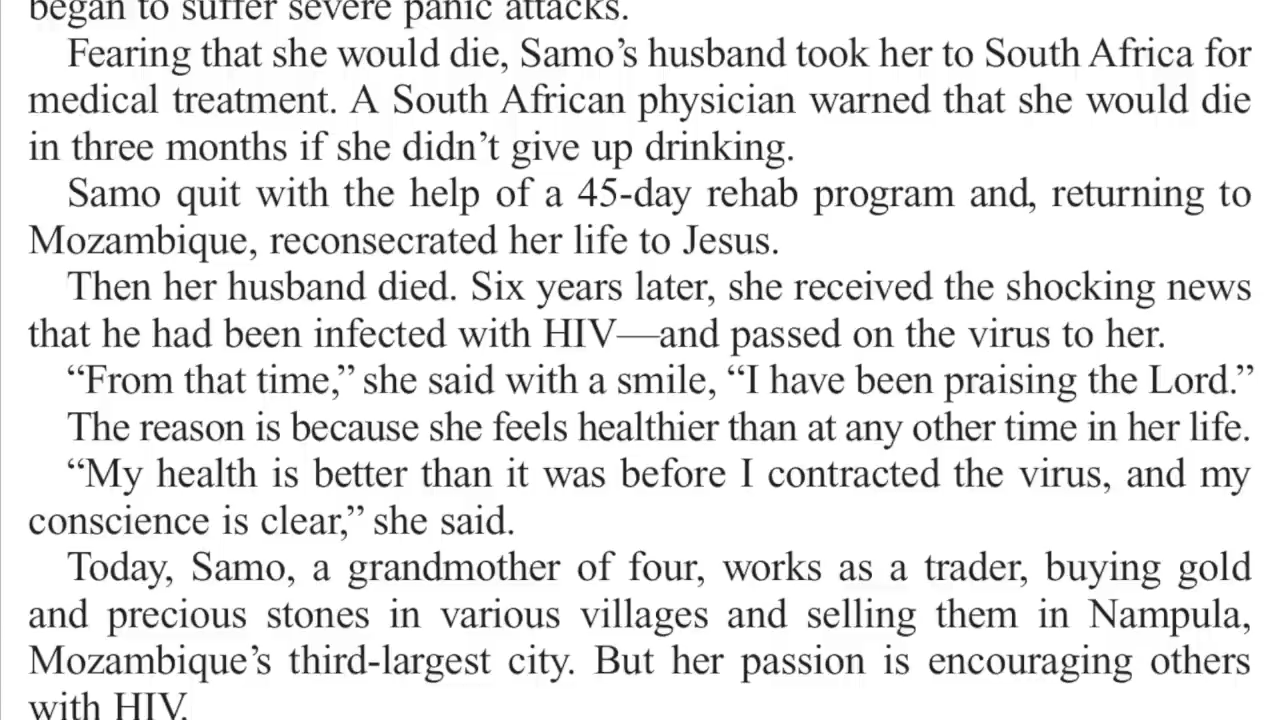 began to suffer severe panic attacks.
Fearing that she would die, Samo’s husband took her to South Africa for
medical treatment. A South African physician warned that she would die
in three months if she didn’t give up drinking.
Samo quit with the help of a 45-day rehab program and, returning to
Mozambique, reconsecrated her life to Jesus.
Then her husband died. Six years later, she received the shocking news
that he had been infected with HIV—and passed on the virus to her.
“From that time,” she said with a smile, “I have been praising the Lord.”
The reason is because she feels healthier than at any other time in her life.
“My health is better than it was before I contracted the virus, and my
conscience is clear,” she said.
Today, Samo, a grandmother of four, works as a trader, buying gold
and precious stones in various villages and selling them in Nampula,
Mozambique’s third-largest city. But her passion is encouraging others
with HIV.